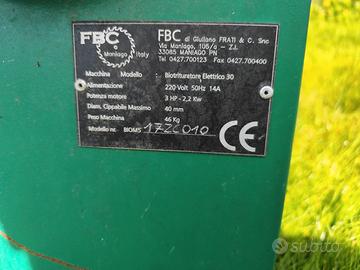 FBC
Maniago Italy
FBC di Giuliano FRATI & C. Snc
Via Maniago, 105/a - Z.I.
33085 MANIAGO PN
Tel 0427.700123 Fax 0427.700400
Macchina Modello : Biotrituratore Elettrico 30
Alimentazione 220 Volt 50Hz 14A
Potenza motore 3 HP - 2,2 Kw
Diam. Cippabile Massimo 40 mm
Peso Macchina 46 Kg
Modello nr. BIOM5 17ZC010
CE
subito